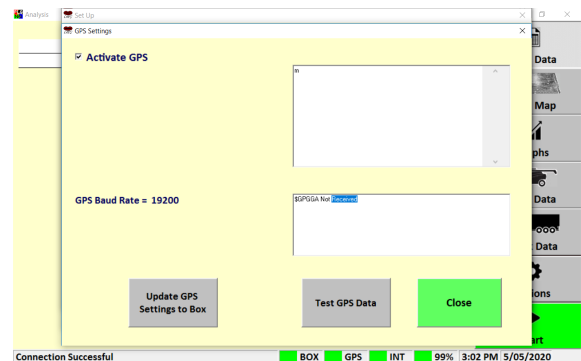 Analysis
Set Up
GPS Settings
Activate GPS
m
GPS Baud Rate = 19200
$GPGGA Not Received
Update GPS
Settings to Box
Test GPS Data
Close
Data
Map
phs
Data
Data
ions
art
Connection Successful
BOX
GPS
INT
99%
3:02 PM
5/05/2020